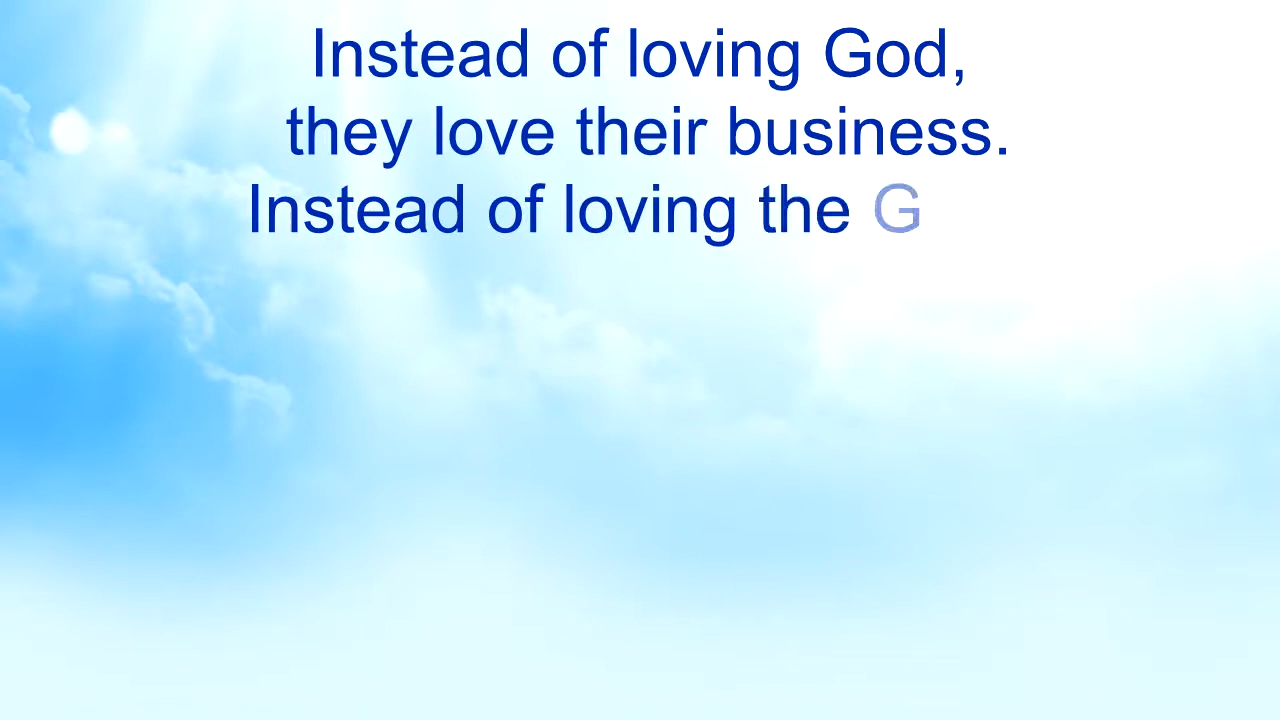 Instead of loving God,
they love their business.
Instead of loving the G